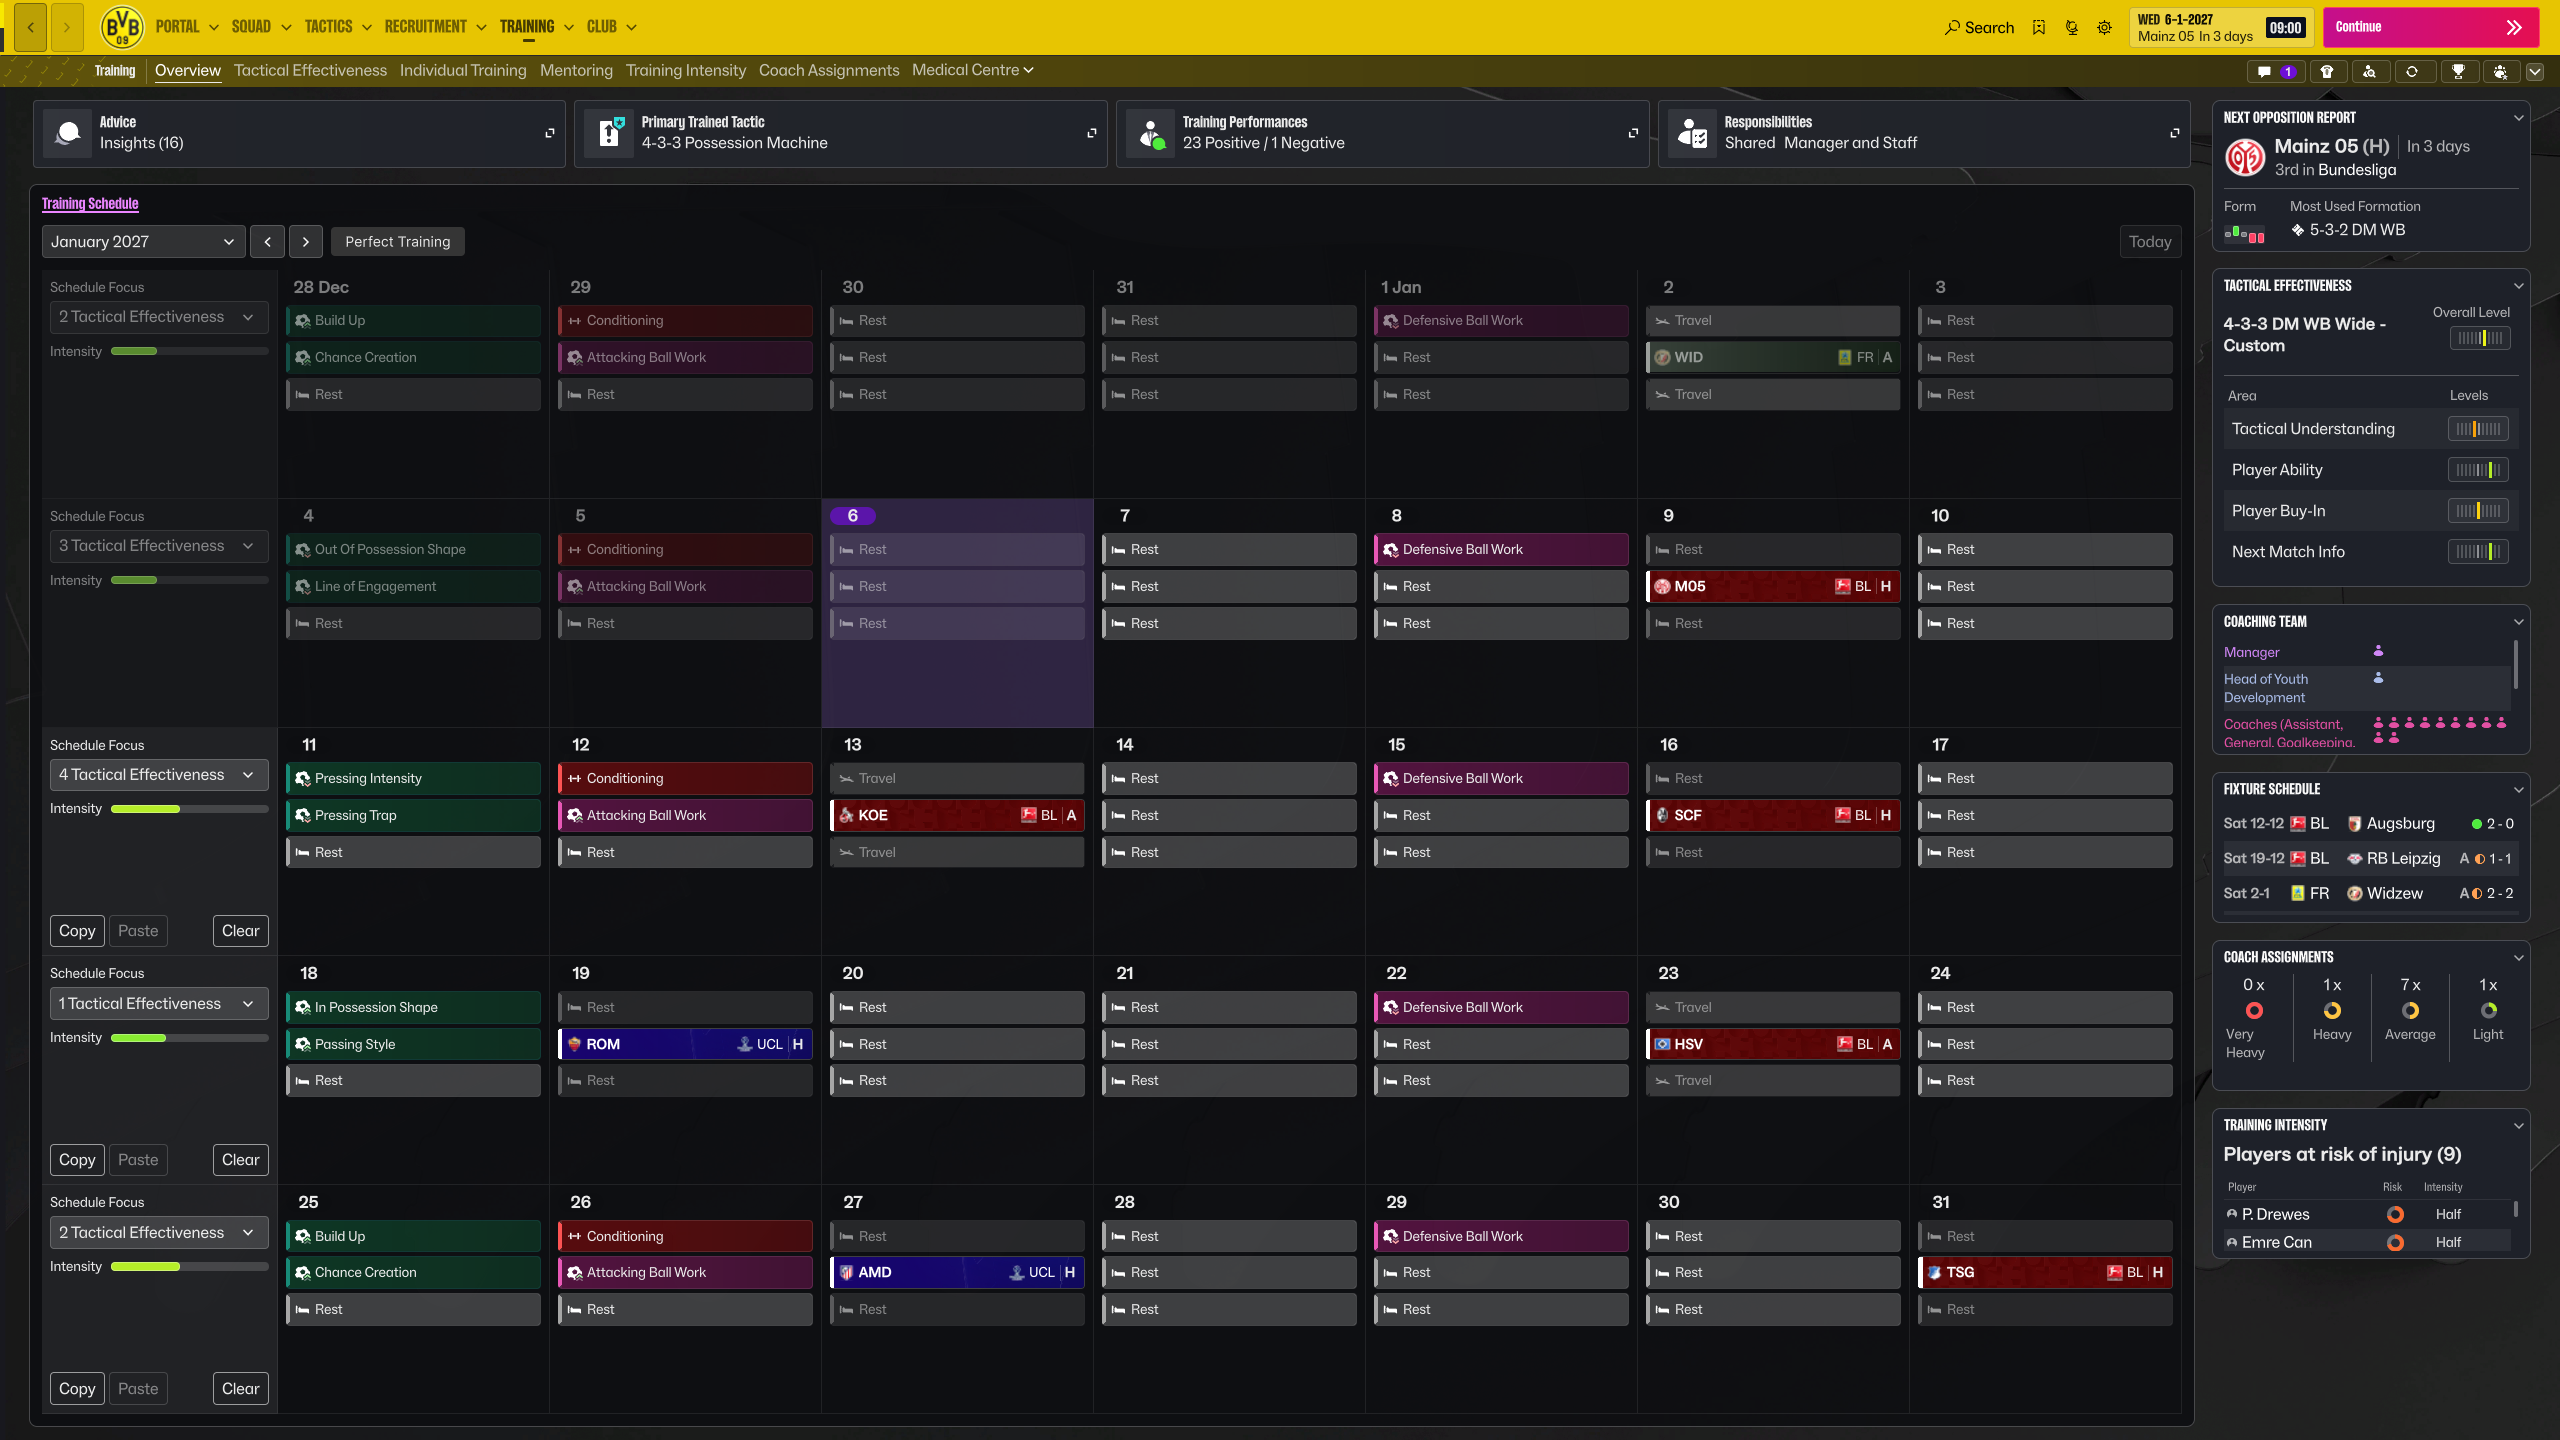 PORTAL SQUAD TACTICS RECRUITMENT TRAINING CLUB
Search
WED 6-1-2027
Mainz 05 In 3 days
09:00
Continue
Training Overview Tactical Effectiveness Individual Training Mentoring Training Intensity Coach Assignments Medical Centre
1
Advice
Insights (16)
Primary Trained Tactic
4-3-3 Possession Machine
Training Performances
23 Positive / 1 Negative
Responsibilities
Shared Manager and Staff
Training Schedule
January 2027
Perfect Training
Today
Schedule Focus
2 Tactical Effectiveness
Intensity
28 Dec 29 30 31 1 Jan 2 3
Build Up Conditioning Rest Rest Defensive Ball Work Travel Rest
Chance Creation Attacking Ball Work Rest Rest Rest WID FR A Rest
Rest Rest Rest Rest Rest Travel Rest
Schedule Focus
3 Tactical Effectiveness
Intensity
4 5 6 7 8 9 10
Out Of Possession Shape Conditioning Rest Rest Defensive Ball Work Rest Rest
Line of Engagement Attacking Ball Work Rest Rest Rest M05 BL H Rest
Rest Rest Rest Rest Rest Rest Rest
Schedule Focus
4 Tactical Effectiveness
Intensity
11 12 13 14 15 16 17
Pressing Intensity Conditioning Travel Rest Defensive Ball Work Rest Rest
Pressing Trap Attacking Ball Work KOE BL A Rest Rest SCF BL H Rest
Rest Rest Travel Rest Rest Rest Rest
Copy Paste Clear
Schedule Focus
1 Tactical Effectiveness
Intensity
18 19 20 21 22 23 24
In Possession Shape Rest Rest Rest Defensive Ball Work Travel Rest
Passing Style ROM UCL H Rest Rest Rest HSV BL A Rest
Rest Rest Rest Rest Rest Travel Rest
Copy Paste Clear
Schedule Focus
2 Tactical Effectiveness
Intensity
25 26 27 28 29 30 31
Build Up Conditioning Rest Rest Defensive Ball Work Rest Rest
Chance Creation Attacking Ball Work AMD UCL H Rest Rest Rest TSG BL H
Rest Rest Rest Rest Rest Rest Rest
Copy Paste Clear
NEXT OPPOSITION REPORT
Mainz 05 (H) In 3 days
3rd in Bundesliga
Form Most Used Formation
5-3-2 DM WB
TACTICAL EFFECTIVENESS
Overall Level
4-3-3 DM WB Wide -
Custom
Area Levels
Tactical Understanding
Player Ability
Player Buy-In
Next Match Info
COACHING TEAM
Manager
Head of Youth
Development
Coaches (Assistant,
General, Goalkeeping,
FIXTURE SCHEDULE
Sat 12-12 BL Augsburg 2 - 0
Sat 19-12 BL RB Leipzig A 1 - 1
Sat 2-1 FR Widzew A 2 - 2
COACH ASSIGNMENTS
0 x 1 x 7 x 1 x
Very Heavy Average Light
Heavy
TRAINING INTENSITY
Players at risk of injury (9)
Player Risk Intensity
P. Drewes Half
Emre Can Half